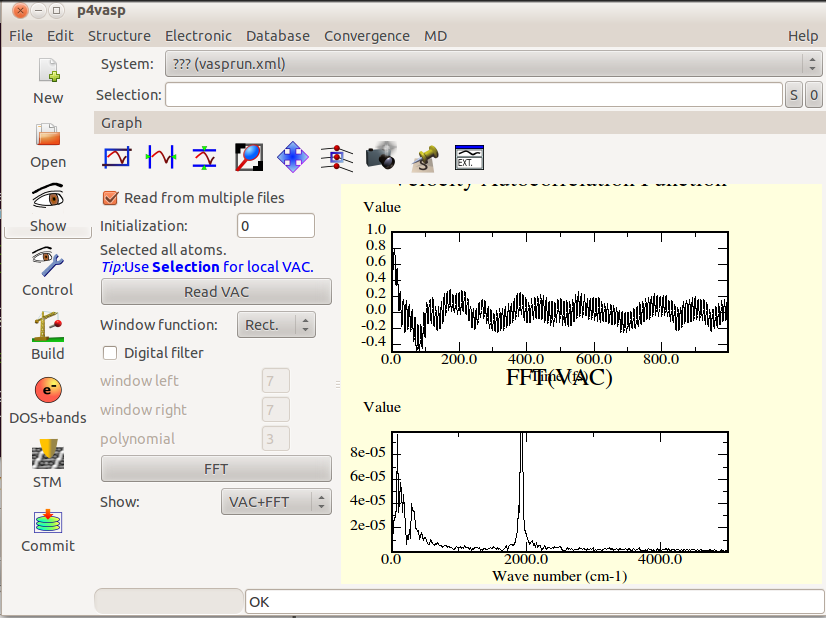 p4vasp
File Edit Structure Electronic Database Convergence MD Help
New
Open
Show
Control
Build
e-
DOS+bands
STM
Commit
System: ??? (vasprun.xml)
Selection: S 0
Graph
S EXT.
Read from multiple files
Initialization: 0
Selected all atoms.
Tip:Use Selection for local VAC.
Read VAC
Window function: Rect.
Digital filter
window left 7
window right 7
polynomial 3
FFT
Show: VAC+FFT
Velocity Autocorrelation Function
Value
1.0
0.8
0.6
0.4
0.2
0.0
-0.2
-0.4
0.0 200.0 400.0 600.0 800.0
Time (fs)
FFT(VAC)
Value
8e-05
6e-05
4e-05
2e-05
0.0 2000.0 4000.0
Wave number (cm-1)
OK